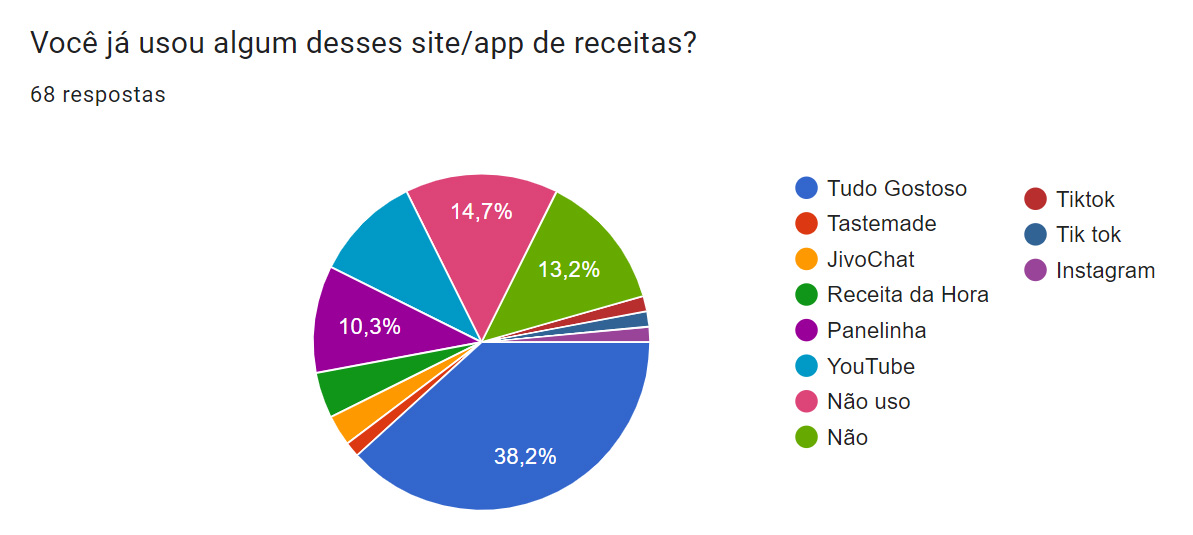 Você já usou algum desses site/app de receitas?
68 respostas
14,7%
13,2%
10,3%
38,2%
Tudo Gostoso
Tastemade
JivoChat
Receita da Hora
Panelinha
YouTube
Não uso
Não
Tiktok
Tik tok
Instagram